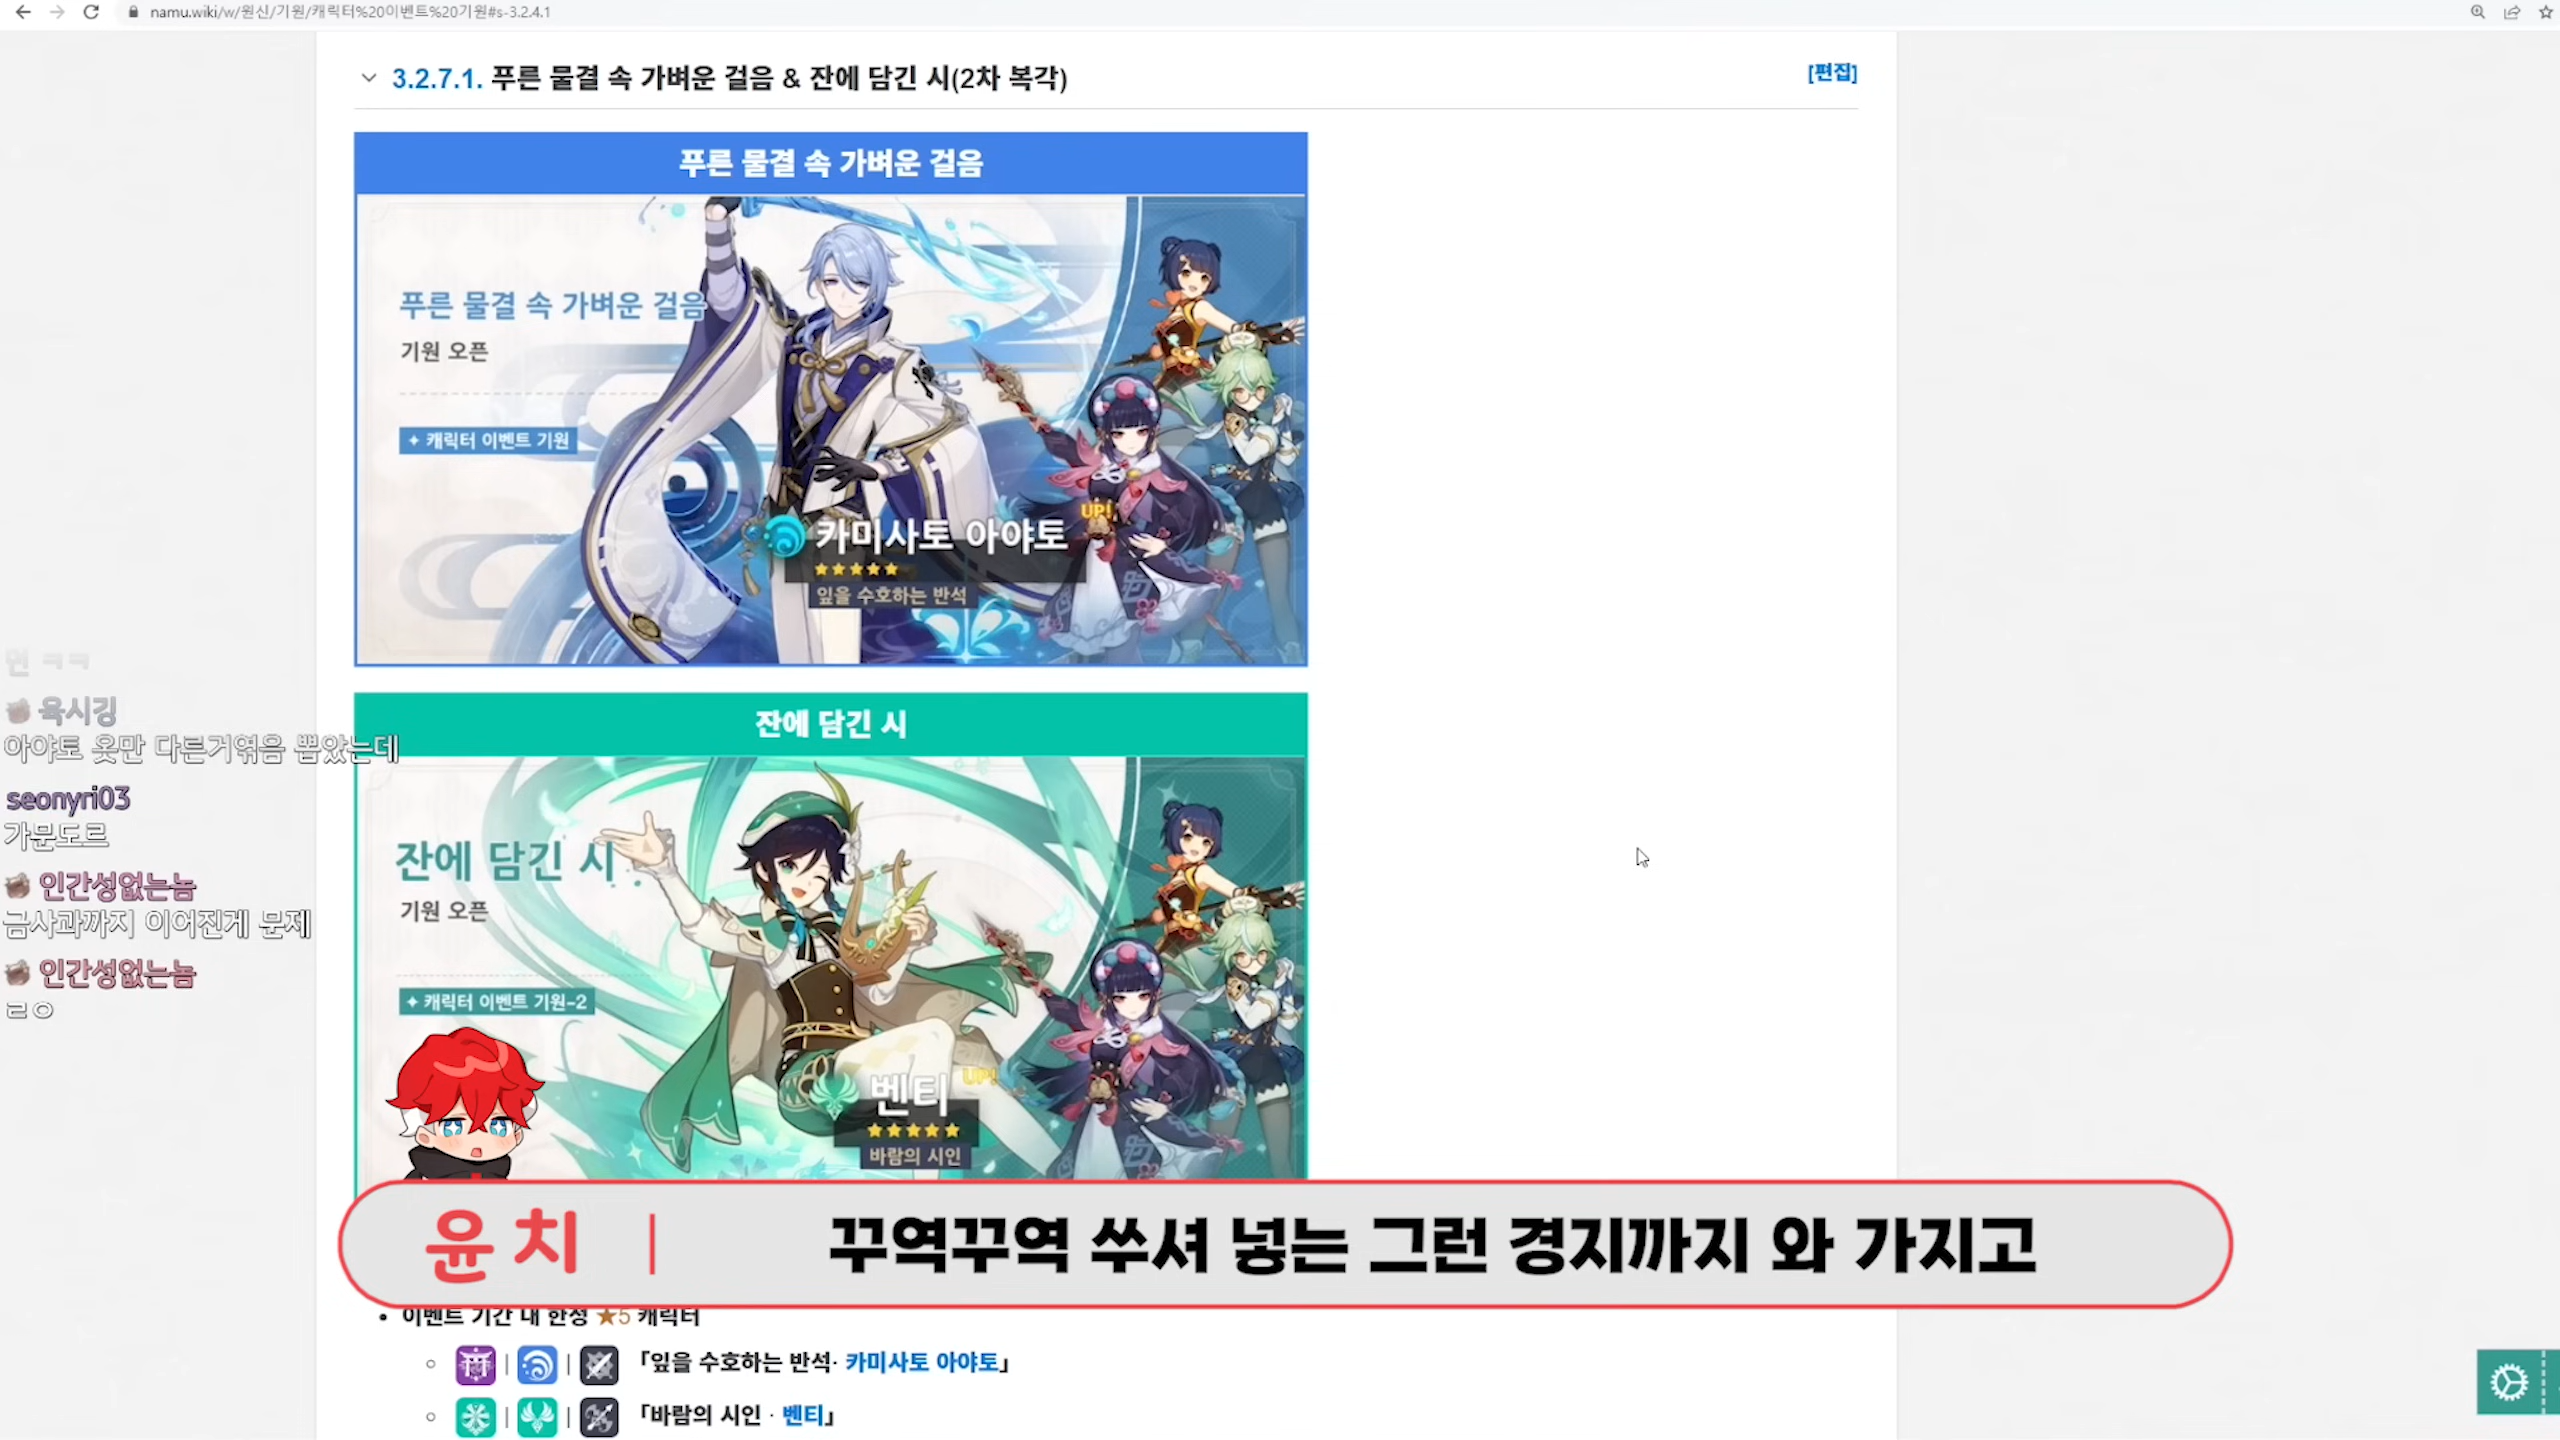 namu.wiki/w/원신/기원/캐릭터%20이벤트%20기원#s-3.2.4.1
3.2.7.1. 푸른 물결 속 가벼운 걸음 & 잔에 담긴 시(2차 복각)
[편집]
푸른 물결 속 가벼운 걸음
푸른 물결 속 가벼운 걸음
기원 오픈
캐릭터 이벤트 기원
UP!
카미사토 아야토
잎을 수호하는 반석
ㅋㅋ
육시깅
아야토 옷만 다른거엮음 뽑았는데
seonyri03
가문도르
인간성없는놈
금사과까지 이어진게 문제
인간성없는놈
ㄹㅇ
잔에 담긴 시
잔에 담긴 시
기원 오픈
캐릭터 이벤트 기원-2
UP!
벤티
바람의 시인
윤치 | 꾸역꾸역 쑤셔 넣는 그런 경지까지 와 가지고
• 이벤트 기간 내 한정 ★5 캐릭터
「잎을 수호하는 반석· 카미사토 아야토」
「바람의 시인 · 벤티」